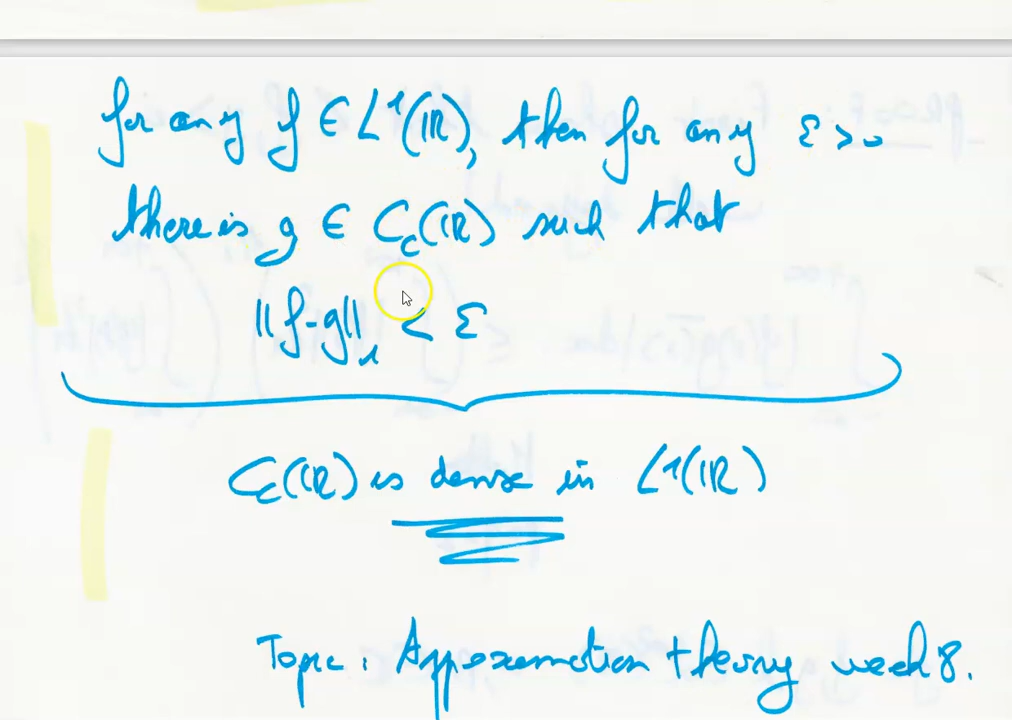 for any f ∈ L¹(ℝ), then for any ε > 0
there is g ∈ C_c(ℝ) such that
||f-g||₁ < ε
C_c(ℝ) is dense in L¹(ℝ)
Topic: Approximation theory week 8.